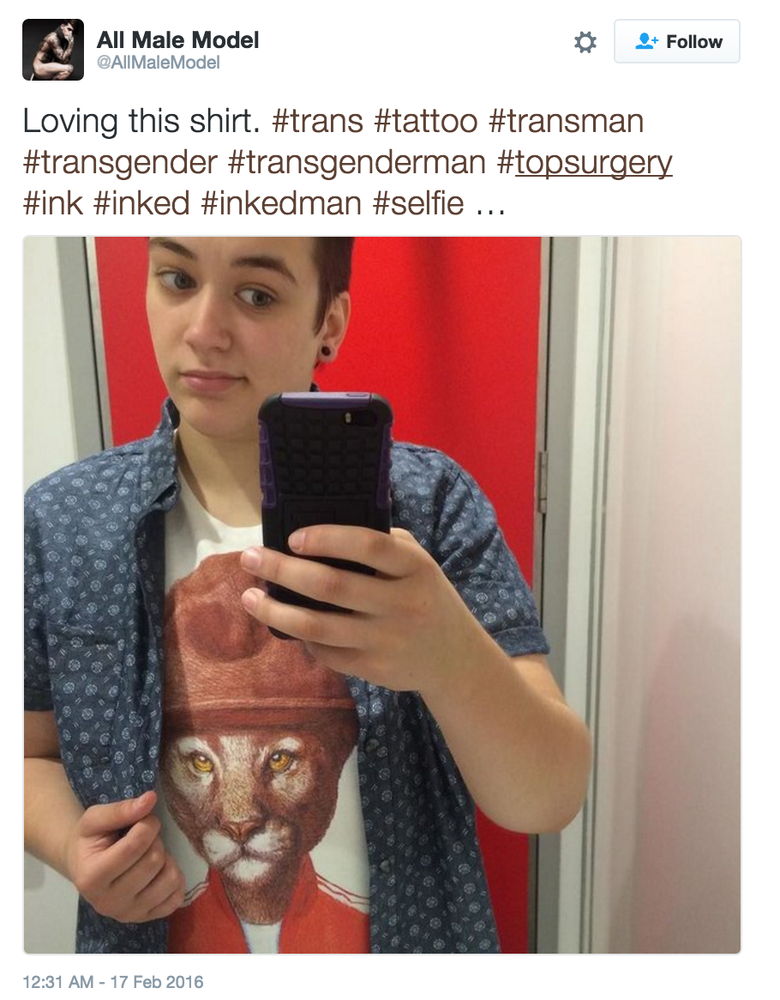 All Male Model
@AllMaleModel
Follow
Loving this shirt. #trans #tattoo #transman
#transgender #transgenderman #topsurgery
#ink #inked #inkedman #selfie …
12:31 AM - 17 Feb 2016